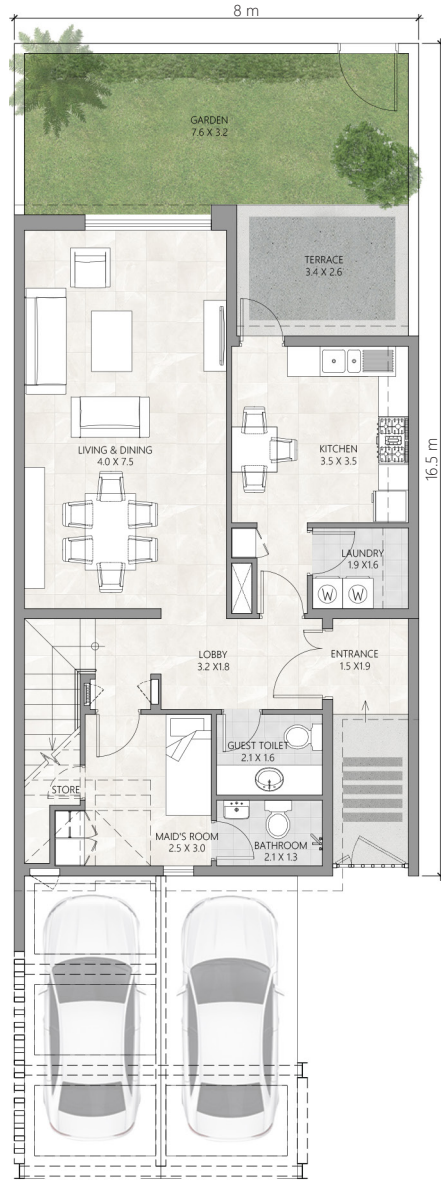 8 m
GARDEN
7.6 X 3.2
TERRACE
3.4 X 2.6
16.5 m
LIVING & DINING
4.0 X 7.5
KITCHEN
3.5 X 3.5
LAUNDRY
1.9 X1.6
W W
LOBBY
3.2 X1.8
ENTRANCE
1.5 X1.9
GUEST TOILET
2.1 X 1.6
STORE
MAID'S ROOM
2.5 X 3.0
BATHROOM
2.1 X 1.3